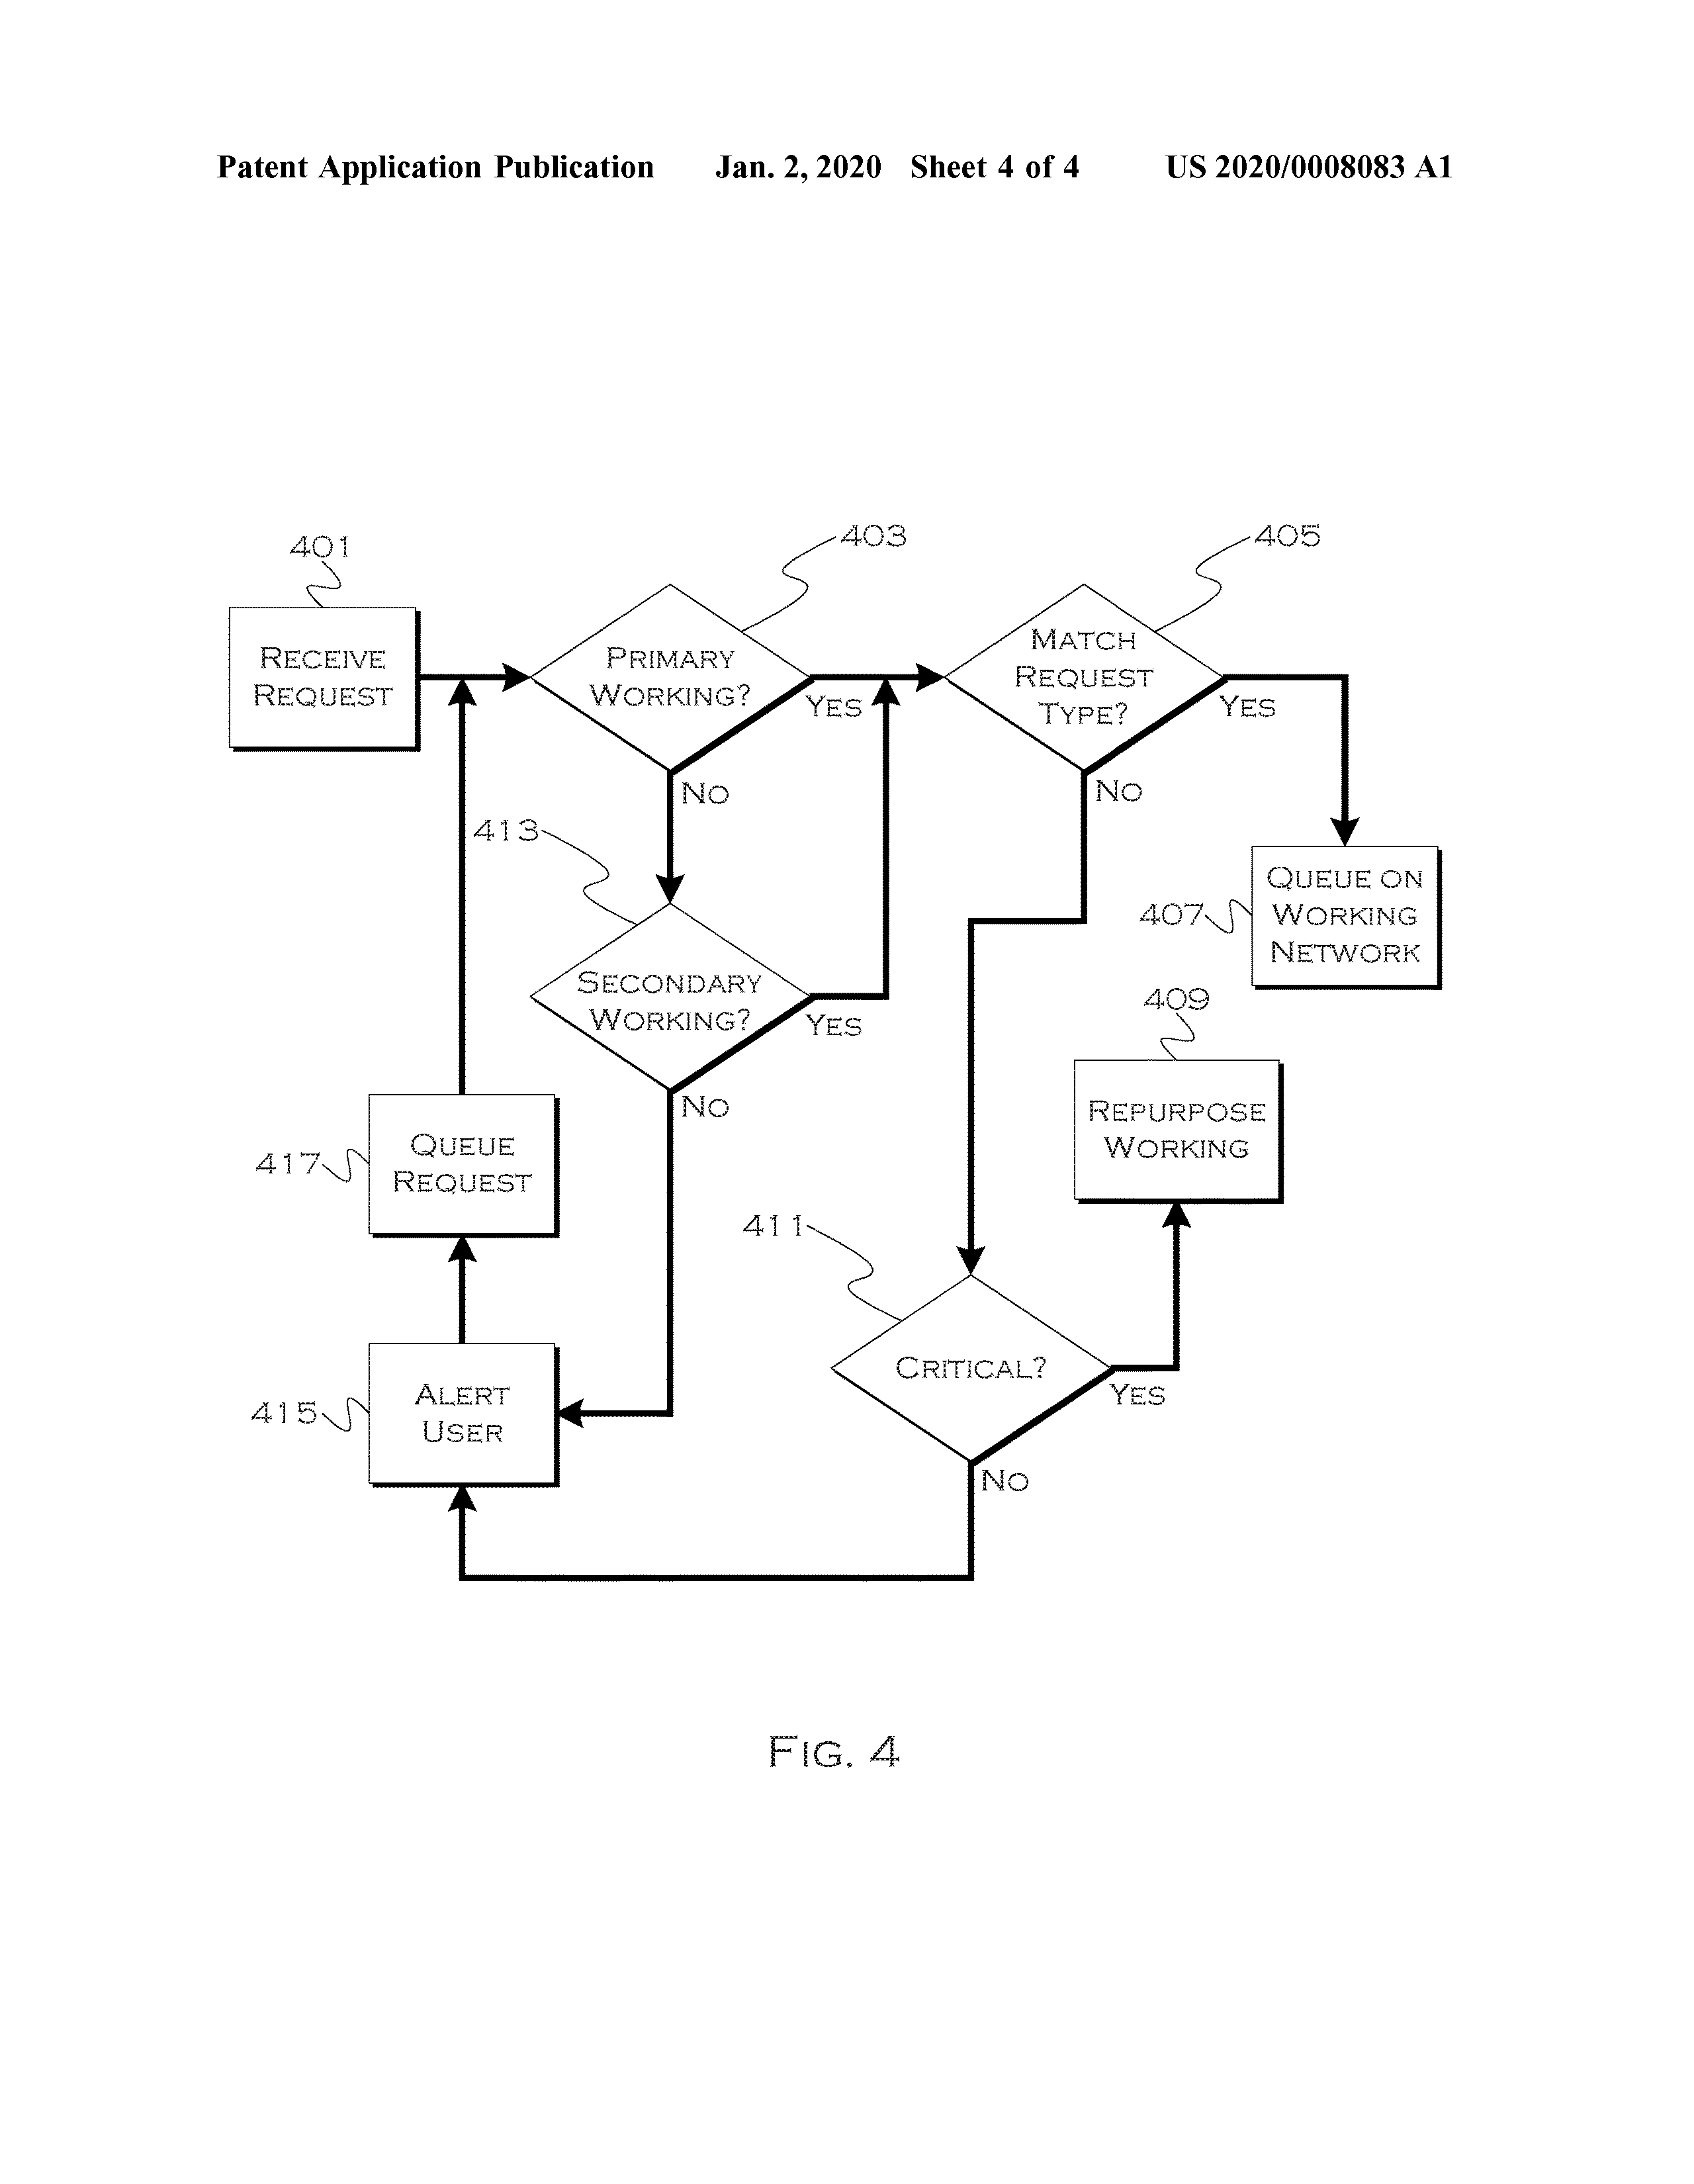 Patent Application Publication Jan. 2, 2020 Sheet 4 of 4 US 2020/0008083 A1
401
403
405
RECEIVE
REQUEST
PRIMARY
WORKING?
YES
NO
MATCH
REQUEST
TYPE?
YES
NO
413
SECONDARY
WORKING?
YES
NO
407
QUEUE ON
WORKING
NETWORK
409
REPURPOSE
WORKING
417
QUEUE
REQUEST
411
CRITICAL?
YES
NO
415
ALERT
USER
FIG. 4